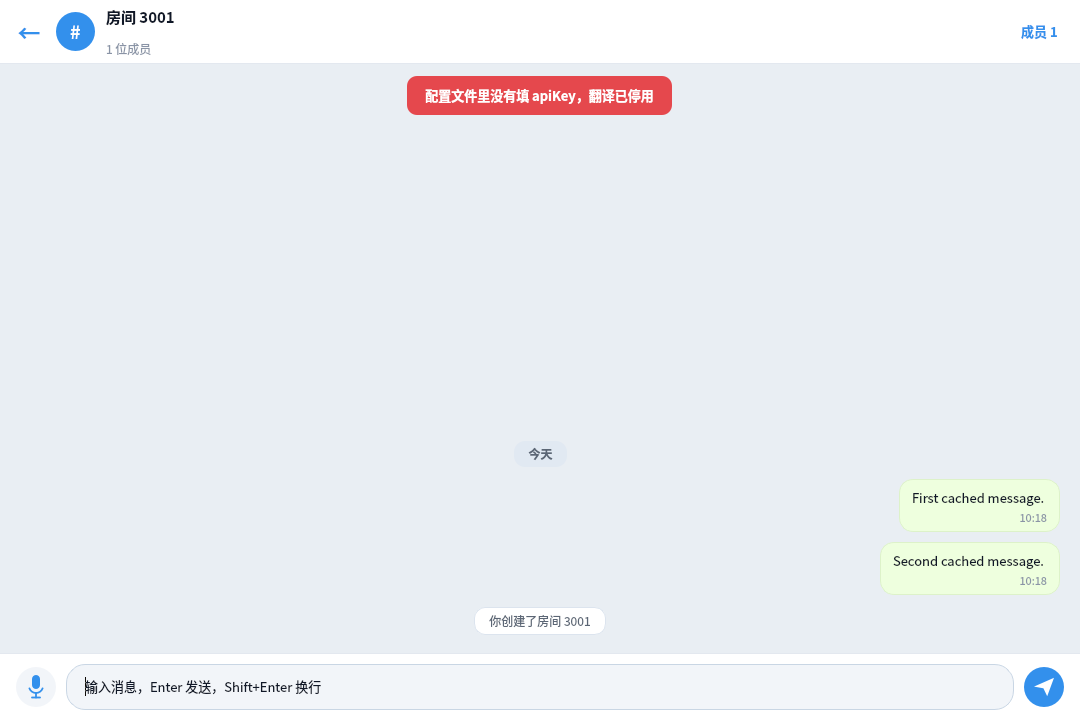 #
房间 3001
1 位成员
成员 1
配置文件里没有填 apiKey，翻译已停用
今天
First cached message.
10:18
Second cached message.
10:18
你创建了房间 3001
输入消息，Enter 发送，Shift+Enter 换行